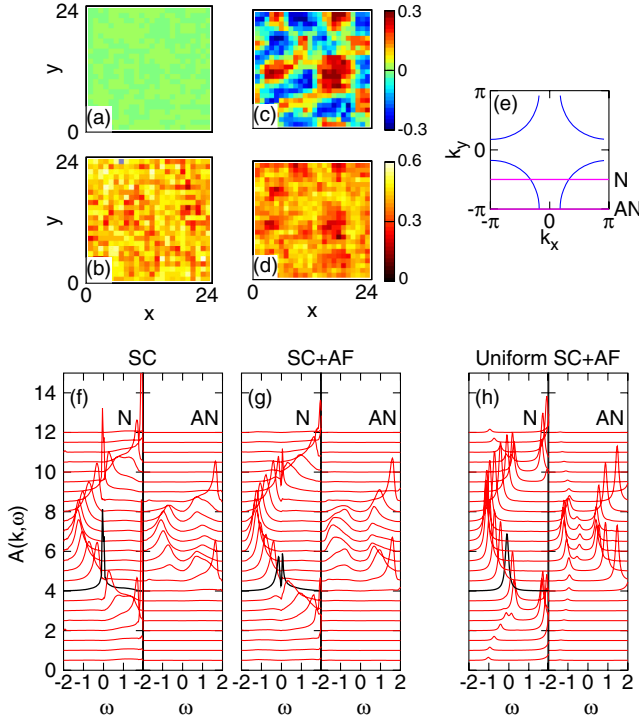 24
y
(a)
0
(c)
0.3
0
-0.3
24
y
(b)
0
0
x
24
(d)
0
x
24
0.6
0.3
0
(e)
π
k_y
0
-π
N
AN
-π
0
π
k_x
SC
SC+AF
Uniform SC+AF
A(k,ω)
14
12
10
8
6
4
2
0
(f)
N
AN
(g)
N
AN
(h)
N
AN
-2 -1 0 1 -2 -1 0 1 2
-2 -1 0 1 -2 -1 0 1 2
-2 -1 0 1 -2 -1 0 1 2
ω
ω
ω
ω
ω
ω